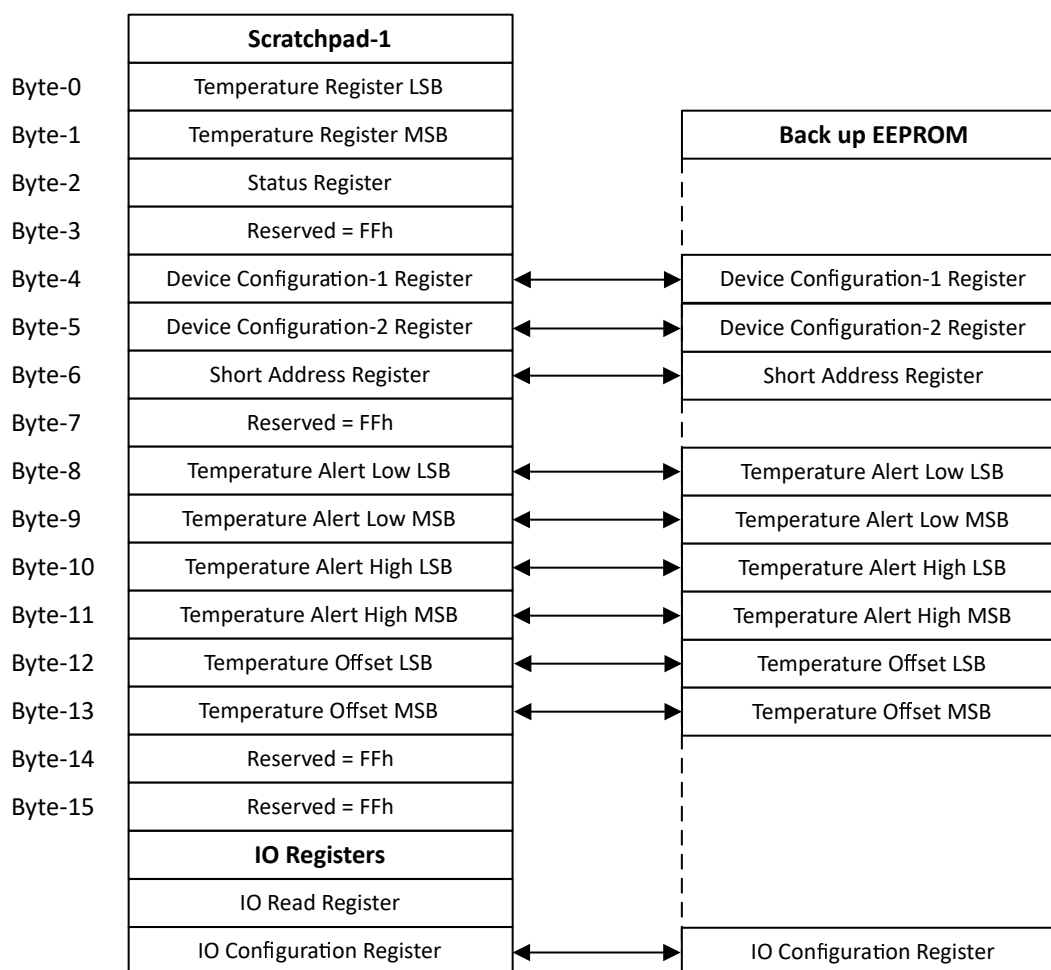 Scratchpad-1
Byte-0 Temperature Register LSB
Byte-1 Temperature Register MSB Back up EEPROM
Byte-2 Status Register
Byte-3 Reserved = FFh
Byte-4 Device Configuration-1 Register Device Configuration-1 Register
Byte-5 Device Configuration-2 Register Device Configuration-2 Register
Byte-6 Short Address Register Short Address Register
Byte-7 Reserved = FFh
Byte-8 Temperature Alert Low LSB Temperature Alert Low LSB
Byte-9 Temperature Alert Low MSB Temperature Alert Low MSB
Byte-10 Temperature Alert High LSB Temperature Alert High LSB
Byte-11 Temperature Alert High MSB Temperature Alert High MSB
Byte-12 Temperature Offset LSB Temperature Offset LSB
Byte-13 Temperature Offset MSB Temperature Offset MSB
Byte-14 Reserved = FFh
Byte-15 Reserved = FFh
IO Registers
IO Read Register
IO Configuration Register IO Configuration Register